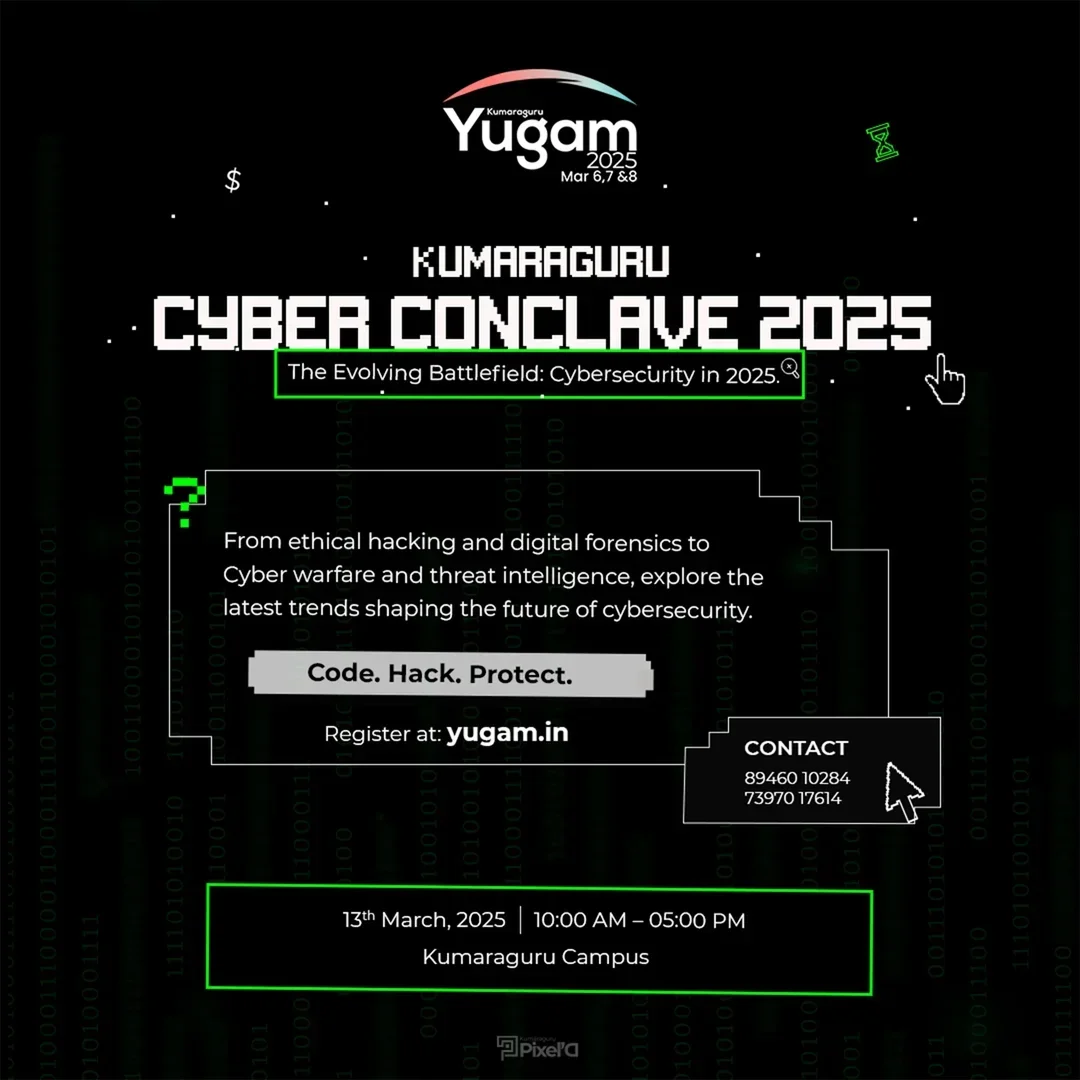 Kumaraguru
Yugam
2025
Mar 6,7 &8
$
KUMARAGURU
CYBER CONCLAVE 2025
The Evolving Battlefield: Cybersecurity in 2025.
?
From ethical hacking and digital forensics to
Cyber warfare and threat intelligence, explore the
latest trends shaping the future of cybersecurity.
Code. Hack. Protect.
Register at: yugam.in
CONTACT
89460 10284
73970 17614
13th March, 2025 | 10:00 AM – 05:00 PM
Kumaraguru Campus
Kumaraguru
Pixel'D